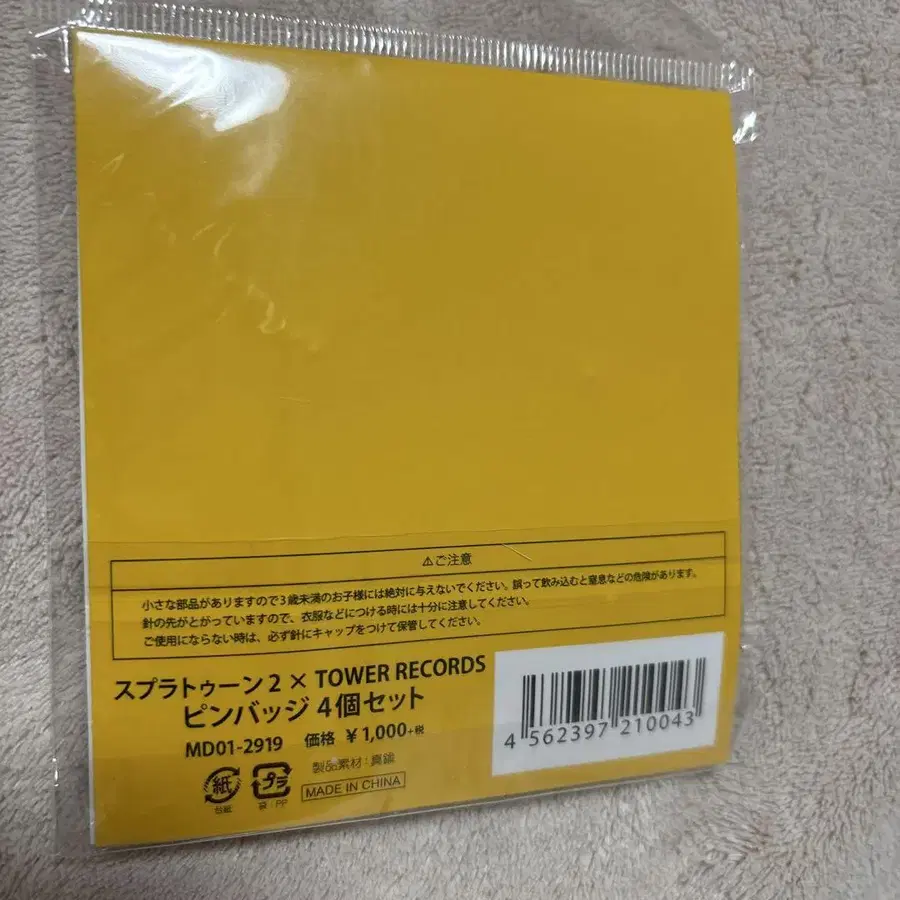 ⚠ご注意
小さな部品がありますので3歳未満のお子様には絶対に与えないでください。誤って飲み込むと窒息などの危険があります。
針の先がとがっていますので、衣服などにつける時には十分に注意してください。
ご使用にならない時は、必ず針にキャップをつけて保管してください。
スプラトゥーン2 × TOWER RECORDS
ピンバッジ 4個セット
MD01-2919 価格 ¥1,000+税
製品素材:真鍮
紙 プラ MADE IN CHINA
台紙 袋:PP
4 562397 210043